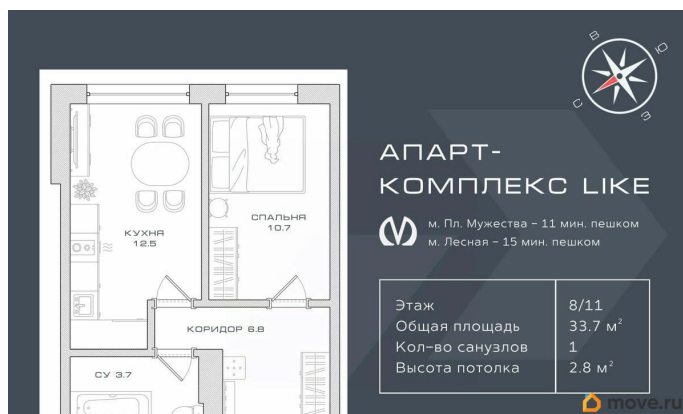 В
Ю
С
З
АПАРТ-
КОМПЛЕКС LIKE
м. Пл. Мужества – 11 мин. пешком
м. Лесная – 15 мин. пешком
КУХНЯ
12.5
СПАЛЬНЯ
10.7
КОРИДОР 6.8
СУ 3.7
Этаж 8/11
Общая площадь 33.7 м²
Кол-во санузлов 1
Высота потолка 2.8 м²
move.ru